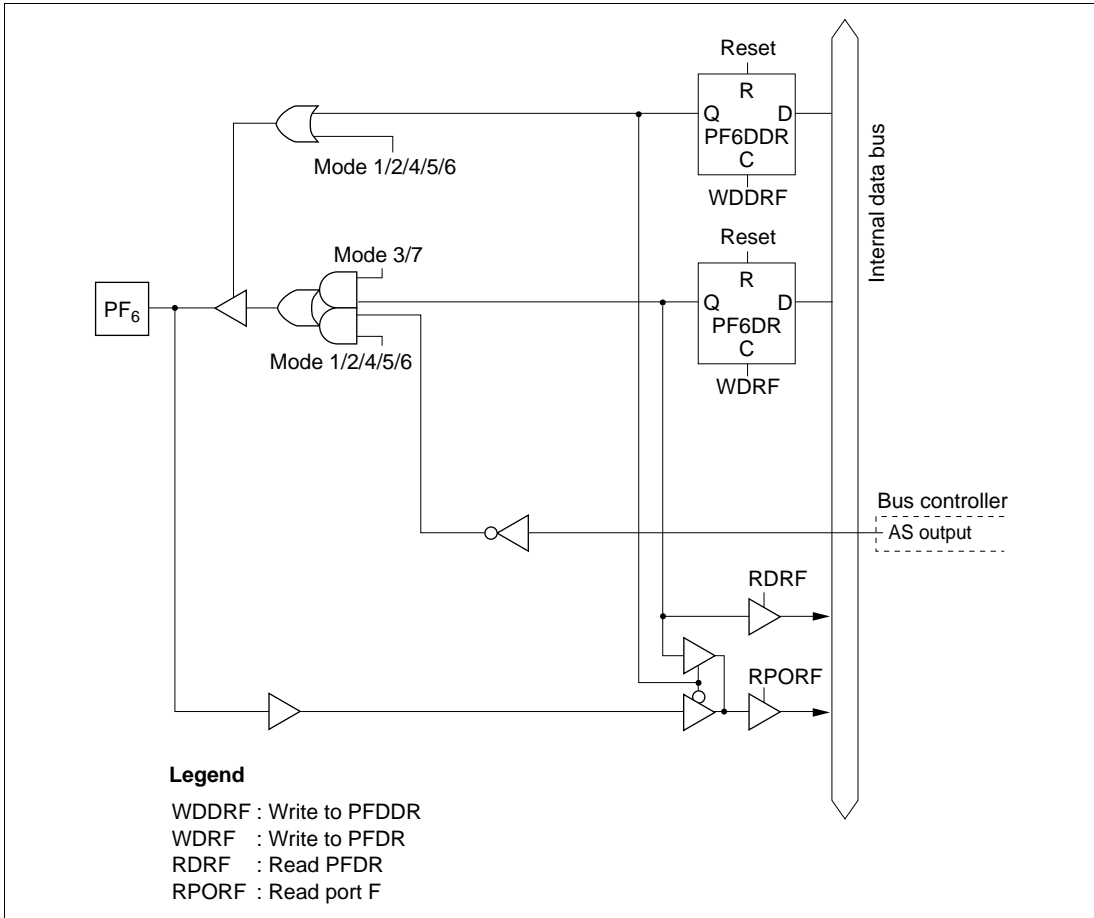 Reset
R
Q D
PF6DDR
C
WDDRF
Mode 1/2/4/5/6
Internal data bus
Reset
R
Q D
PF6DR
C
WDRF
Mode 3/7
PF6
Mode 1/2/4/5/6
Bus controller
AS output
RDRF
RPORF
Legend
WDDRF : Write to PFDDR
WDRF : Write to PFDR
RDRF : Read PFDR
RPORF : Read port F